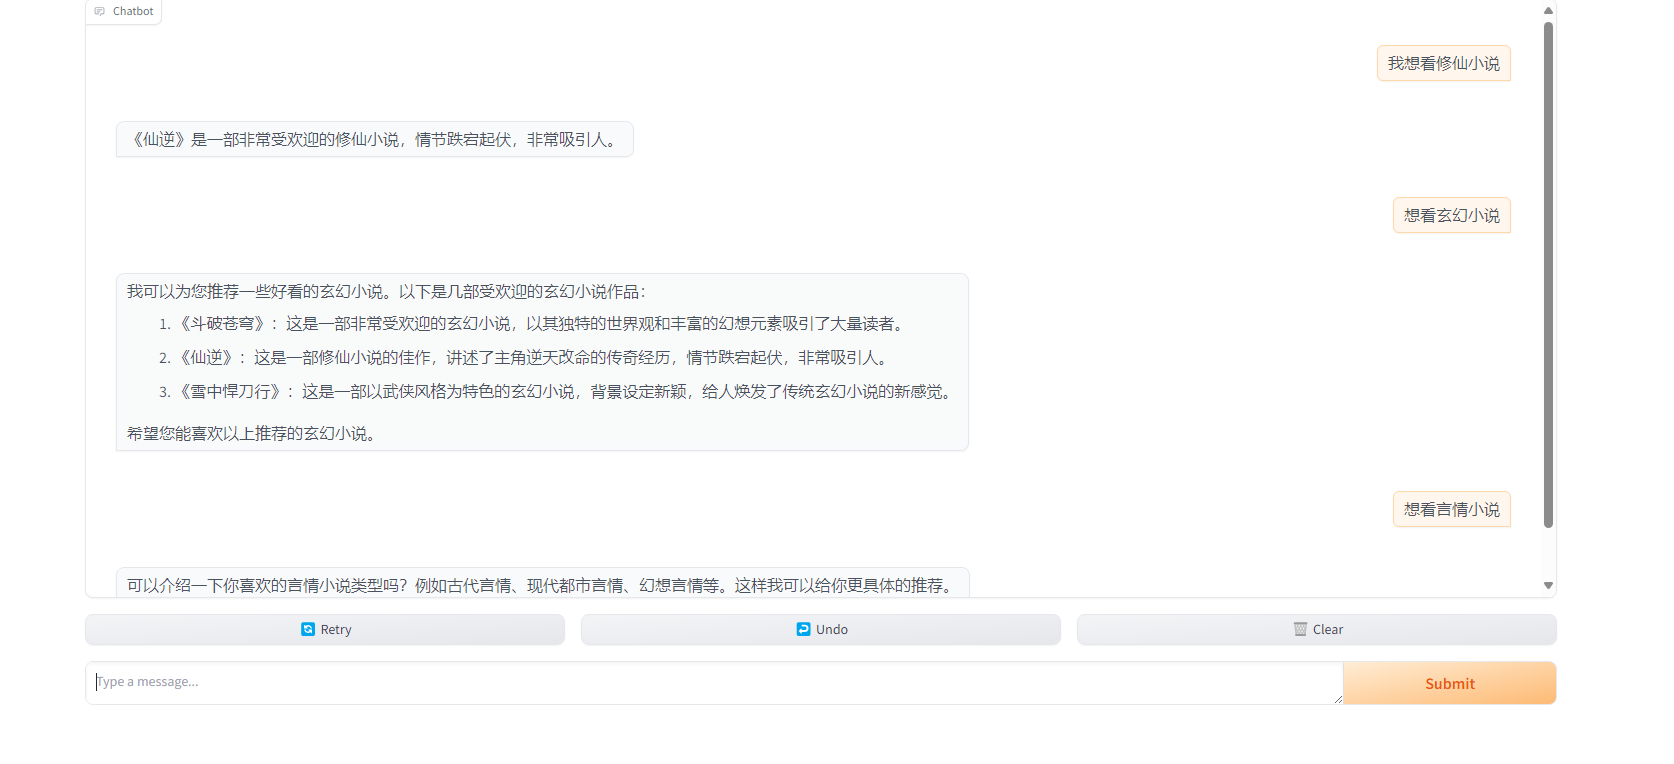 Chatbot
我想看修仙小说
《仙逆》是一部非常受欢迎的修仙小说，情节跌宕起伏，非常吸引人。
想看玄幻小说
我可以为您推荐一些好看的玄幻小说。以下是几部受欢迎的玄幻小说作品：
1. 《斗破苍穹》：这是一部非常受欢迎的玄幻小说，以其独特的世界观和丰富的幻想元素吸引了大量读者。
2. 《仙逆》：这是一部修仙小说的佳作，讲述了主角逆天改命的传奇经历，情节跌宕起伏，非常吸引人。
3. 《雪中悍刀行》：这是一部以武侠风格为特色的玄幻小说，背景设定新颖，给人焕发了传统玄幻小说的新感觉。
希望您能喜欢以上推荐的玄幻小说。
想看言情小说
可以介绍一下你喜欢的言情小说类型吗？例如古代言情、现代都市言情、幻想言情等。这样我可以给你更具体的推荐。
Retry
Undo
Clear
Type a message...
Submit